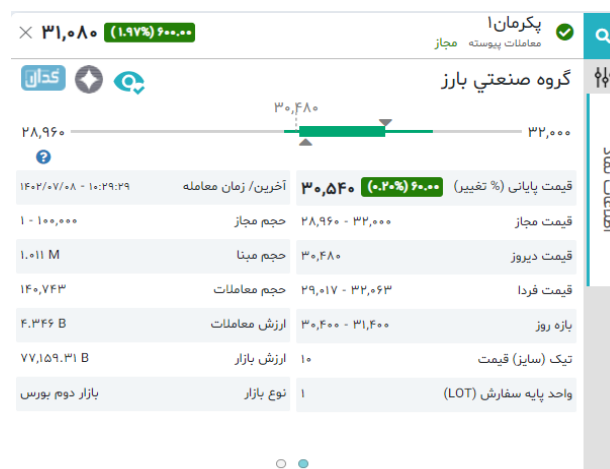 پکرمان۱
معاملات پیوسته مجاز
۳۱,۰۸۰ (۱.۹۷%) ۶۰۰.۰۰
گروه صنعتي بارز
کدال
۳۰,۴۸۰
۲۸,۹۶۰ ۳۲,۰۰۰
قیمت پایانی (% تغییر) ۶۰.۰۰ (۰.۲۰%) ۳۰,۵۴۰ آخرین/ زمان معامله ۱۴۰۲/۰۷/۰۸ - ۱۰:۲۹:۲۹
قیمت مجاز ۲۸,۹۶۰ - ۳۲,۰۰۰ حجم مجاز ۱ - ۱۰۰,۰۰۰
قیمت دیروز ۳۰,۴۸۰ حجم مبنا ۱.۰۱۱ M
قیمت فردا ۲۹,۰۱۷ - ۳۲,۰۶۳ حجم معاملات ۱۴۰,۷۴۳
بازه روز ۳۰,۴۰۰ - ۳۱,۴۰۰ ارزش معاملات ۴.۳۴۶ B
تیک (سایز) قیمت ۱۰ ارزش بازار ۷۷,۱۵۹.۳۱ B
واحد پایه سفارش (LOT) ۱ نوع بازار بازار دوم بورس